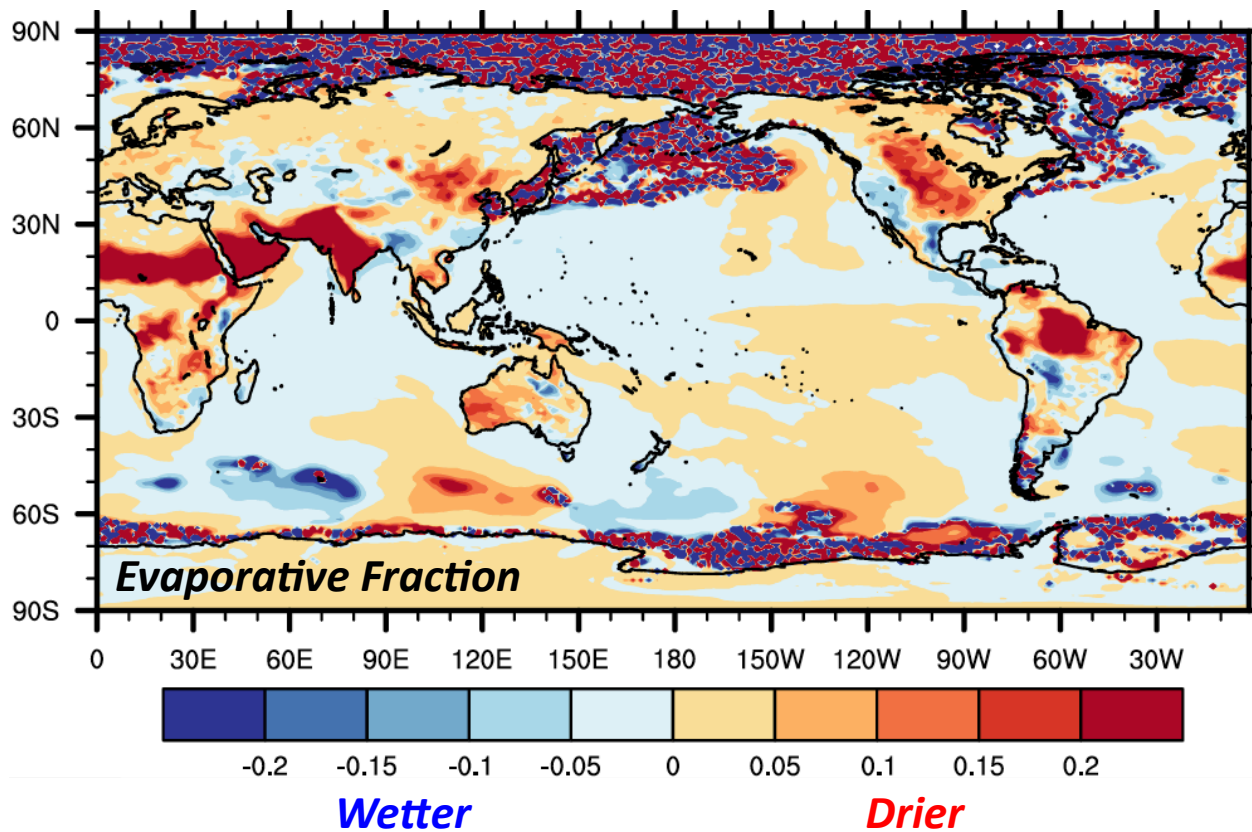 90N
60N
30N
0
30S
60S
90S
Evaporative Fraction
0 30E 60E 90E 120E 150E 180 150W 120W 90W 60W 30W
-0.2 -0.15 -0.1 -0.05 0 0.05 0.1 0.15 0.2
Wetter Drier